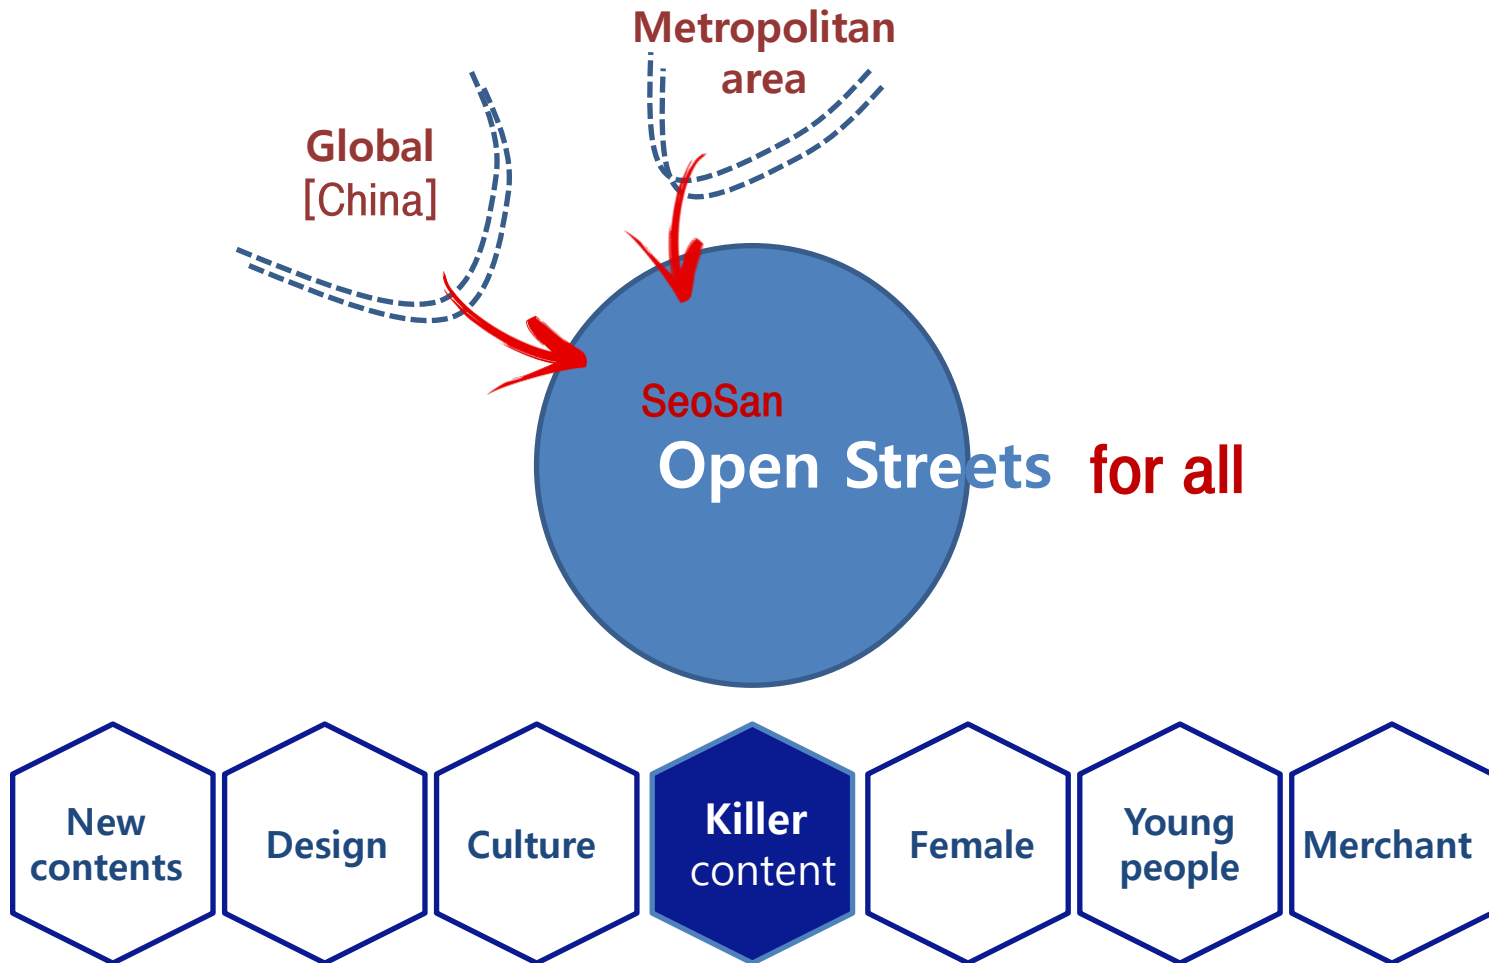 Metropolitan
area
Global
[China]
SeoSan
Open Streets for all
New
contents
Design
Culture
Killer
content
Female
Young
people
Merchant